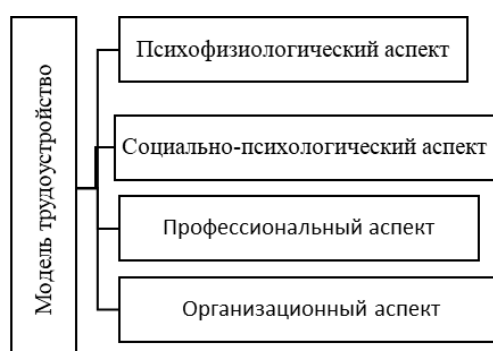 Модель трудоустройство
Психофизиологический аспект
Социально-психологический аспект
Профессиональный аспект
Организационный аспект